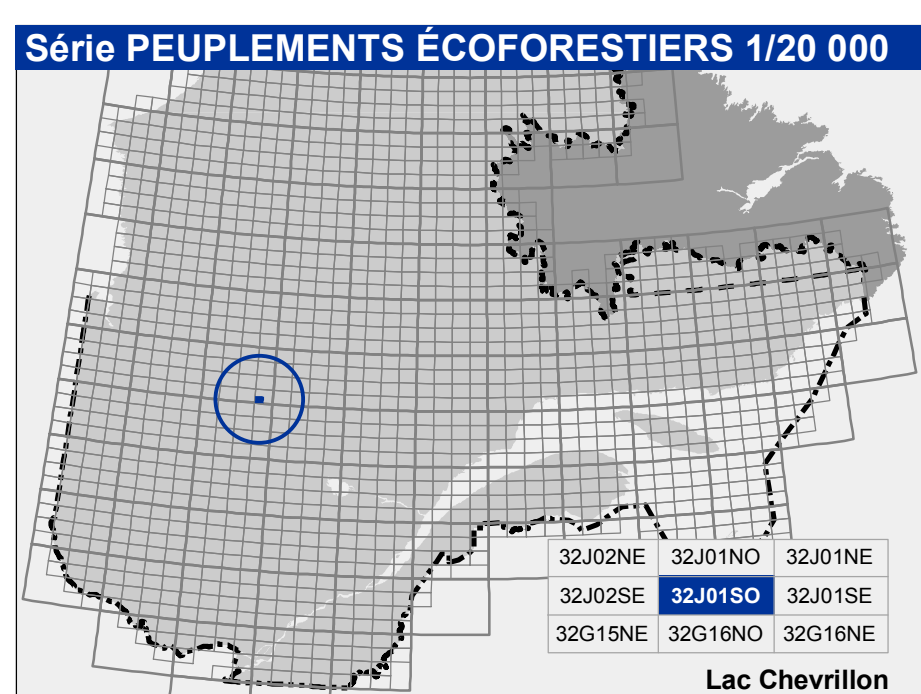 Série PEUPLEMENTS ÉCOFORESTIERS 1/20 000
32J02NE 32J01NO 32J01NE
32J02SE 32J01SO 32J01SE
32G15NE 32G16NO 32G16NE
Lac Chevrillon